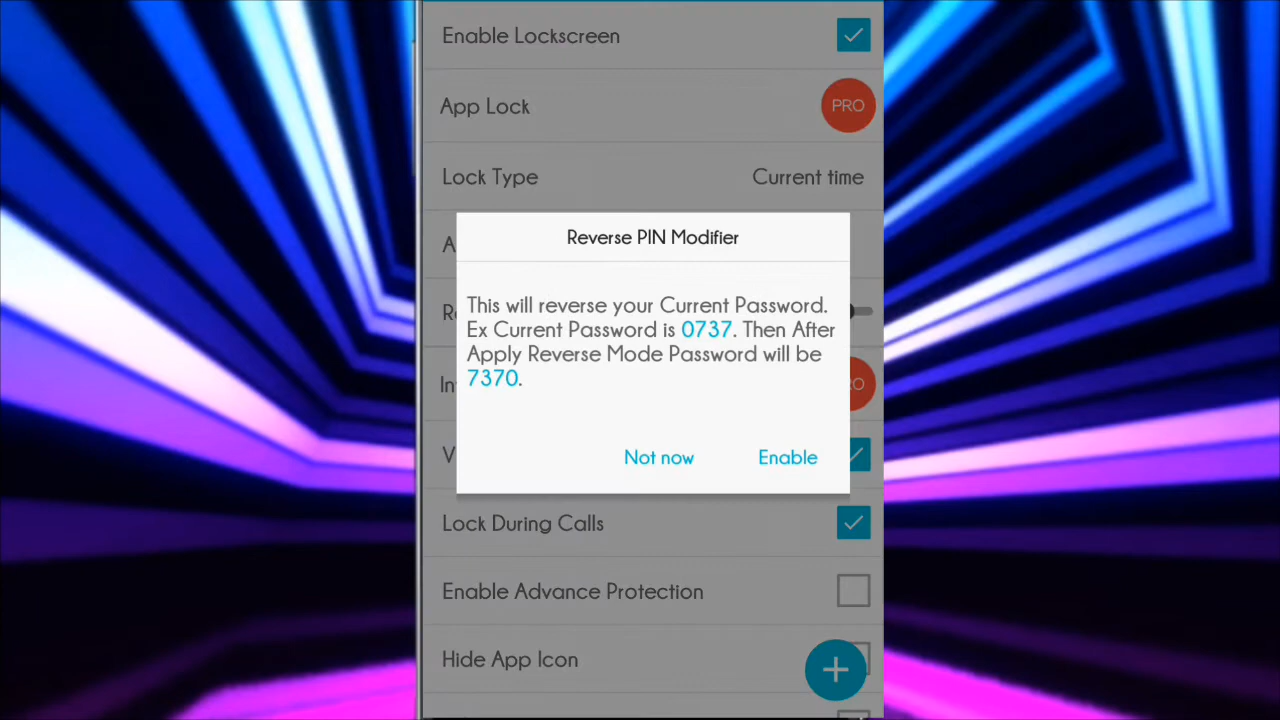 Enable Lockscreen
App Lock PRO
Lock Type Current time
Reverse PIN Modifier
This will reverse your Current Password.
Ex Current Password is 0737. Then After
Apply Reverse Mode Password will be
7370.
Not now Enable
Lock During Calls
Enable Advance Protection
Hide App Icon